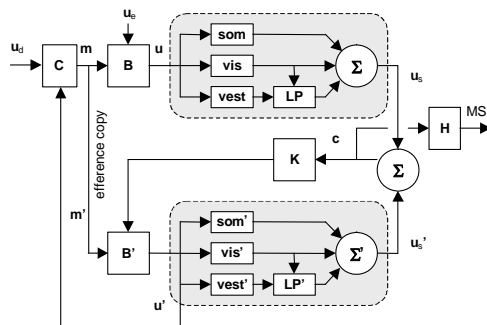 u_e
u_d
C
m
B
u
som
vis
vest
LP
Σ
u_s
H
MS
efference copy
c
K
Σ
m'
B'
som'
vis'
vest'
LP'
Σ'
u_s'
u'